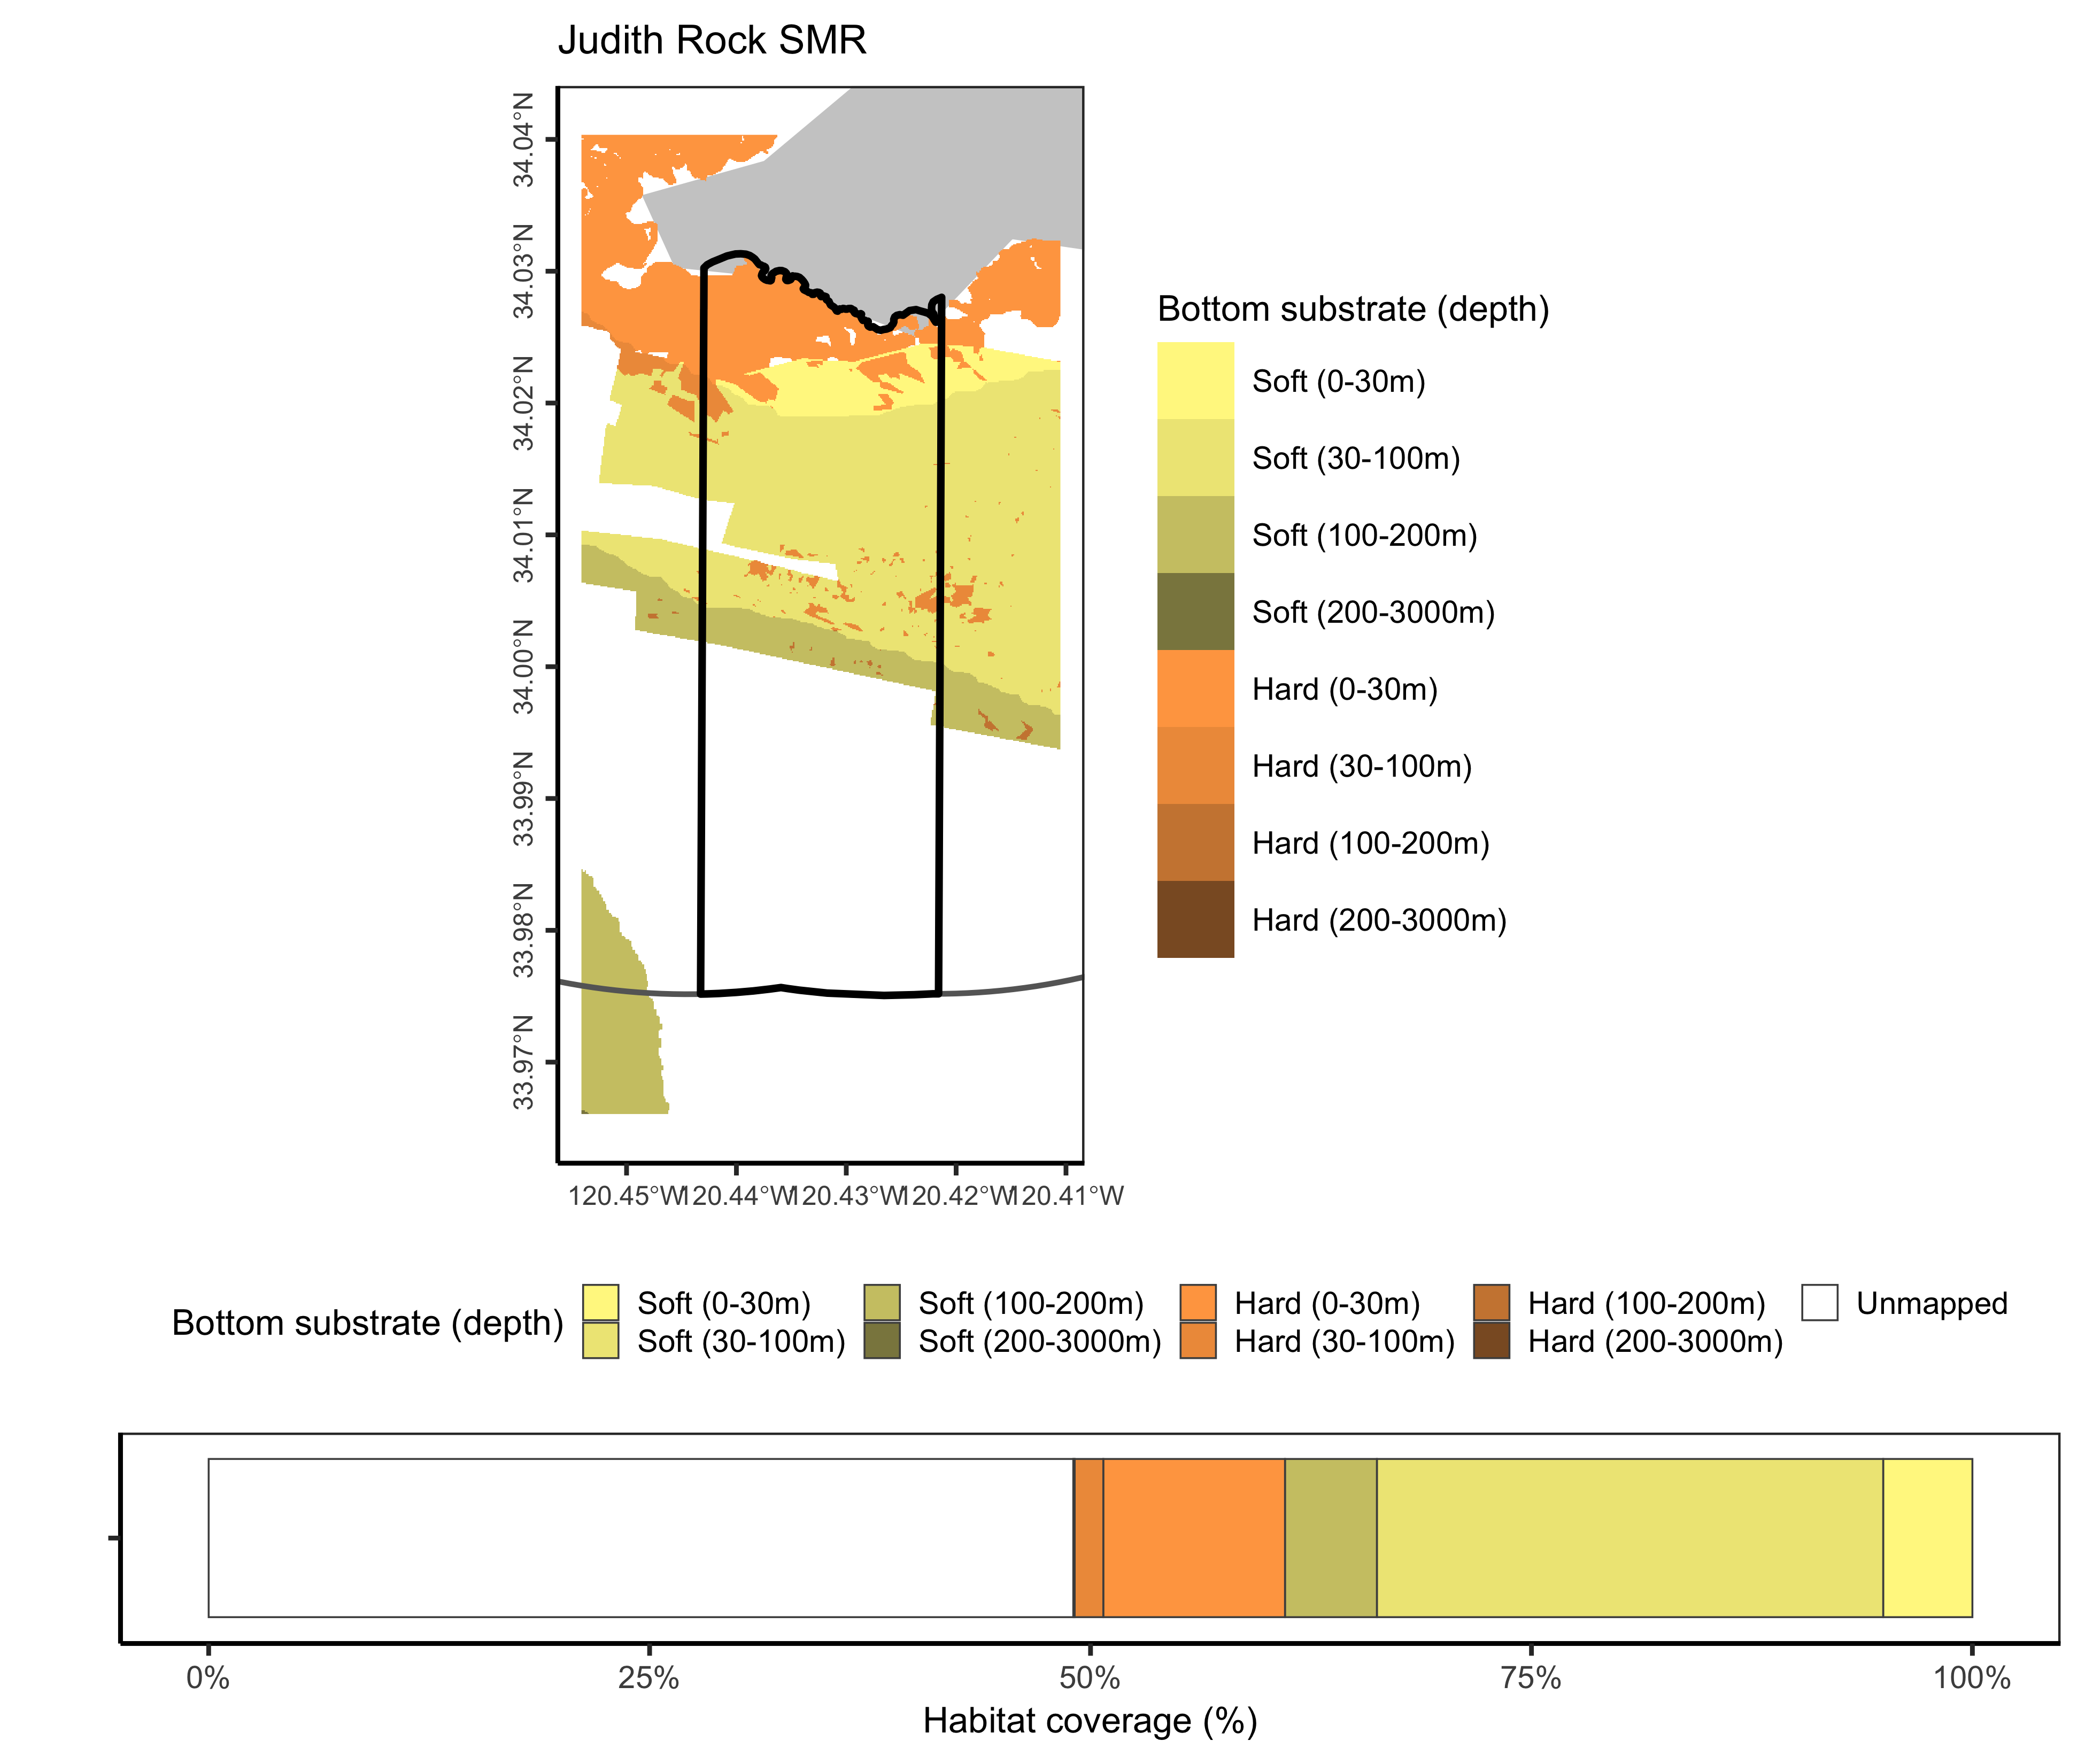 Judith Rock SMR
34.04°N
34.03°N
34.02°N
34.01°N
34.00°N
33.99°N
33.98°N
33.97°N
120.45°W
120.44°W
120.43°W
120.42°W
120.41°W
Bottom substrate (depth)
Soft (0-30m)
Soft (30-100m)
Soft (100-200m)
Soft (200-3000m)
Hard (0-30m)
Hard (30-100m)
Hard (100-200m)
Hard (200-3000m)
Bottom substrate (depth)
Soft (0-30m)
Soft (30-100m)
Soft (100-200m)
Soft (200-3000m)
Hard (0-30m)
Hard (30-100m)
Hard (100-200m)
Hard (200-3000m)
Unmapped
0%
25%
50%
75%
100%
Habitat coverage (%)